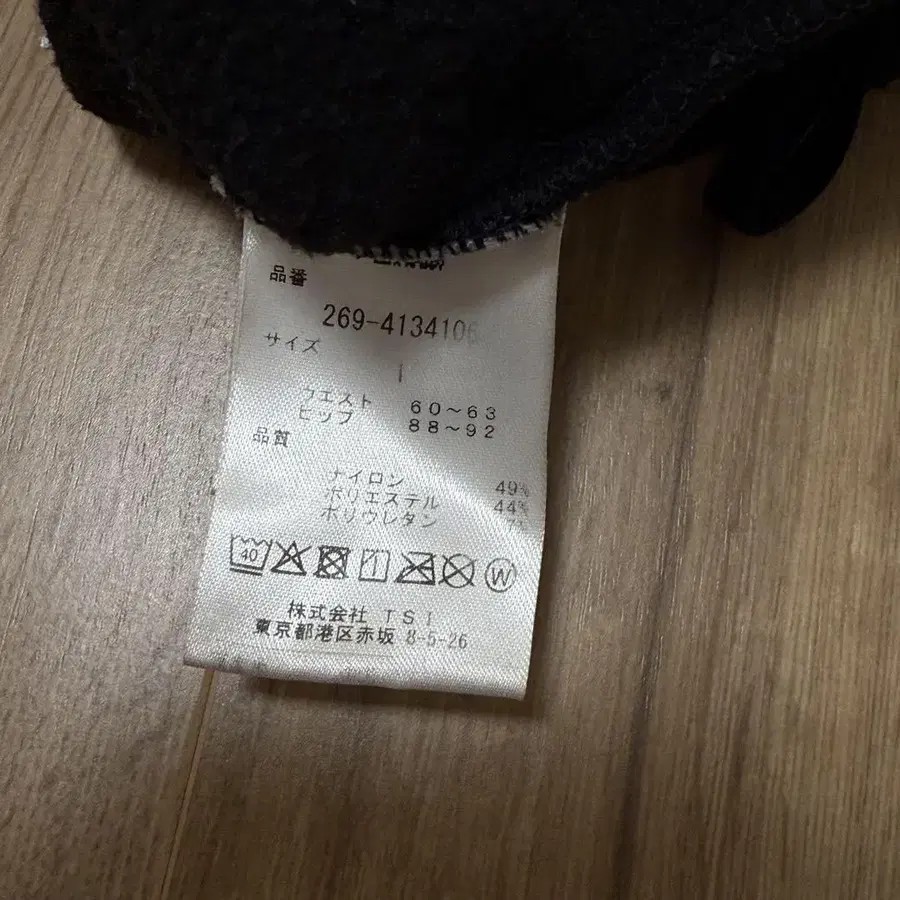 品番
269-4134106
サイズ
1
ウエスト 60～63
ヒップ 88～92
品質
ナイロン 49%
ポリエステル 44%
ポリウレタン
40
W
株式会社 TSI
東京都港区赤坂 8-5-26